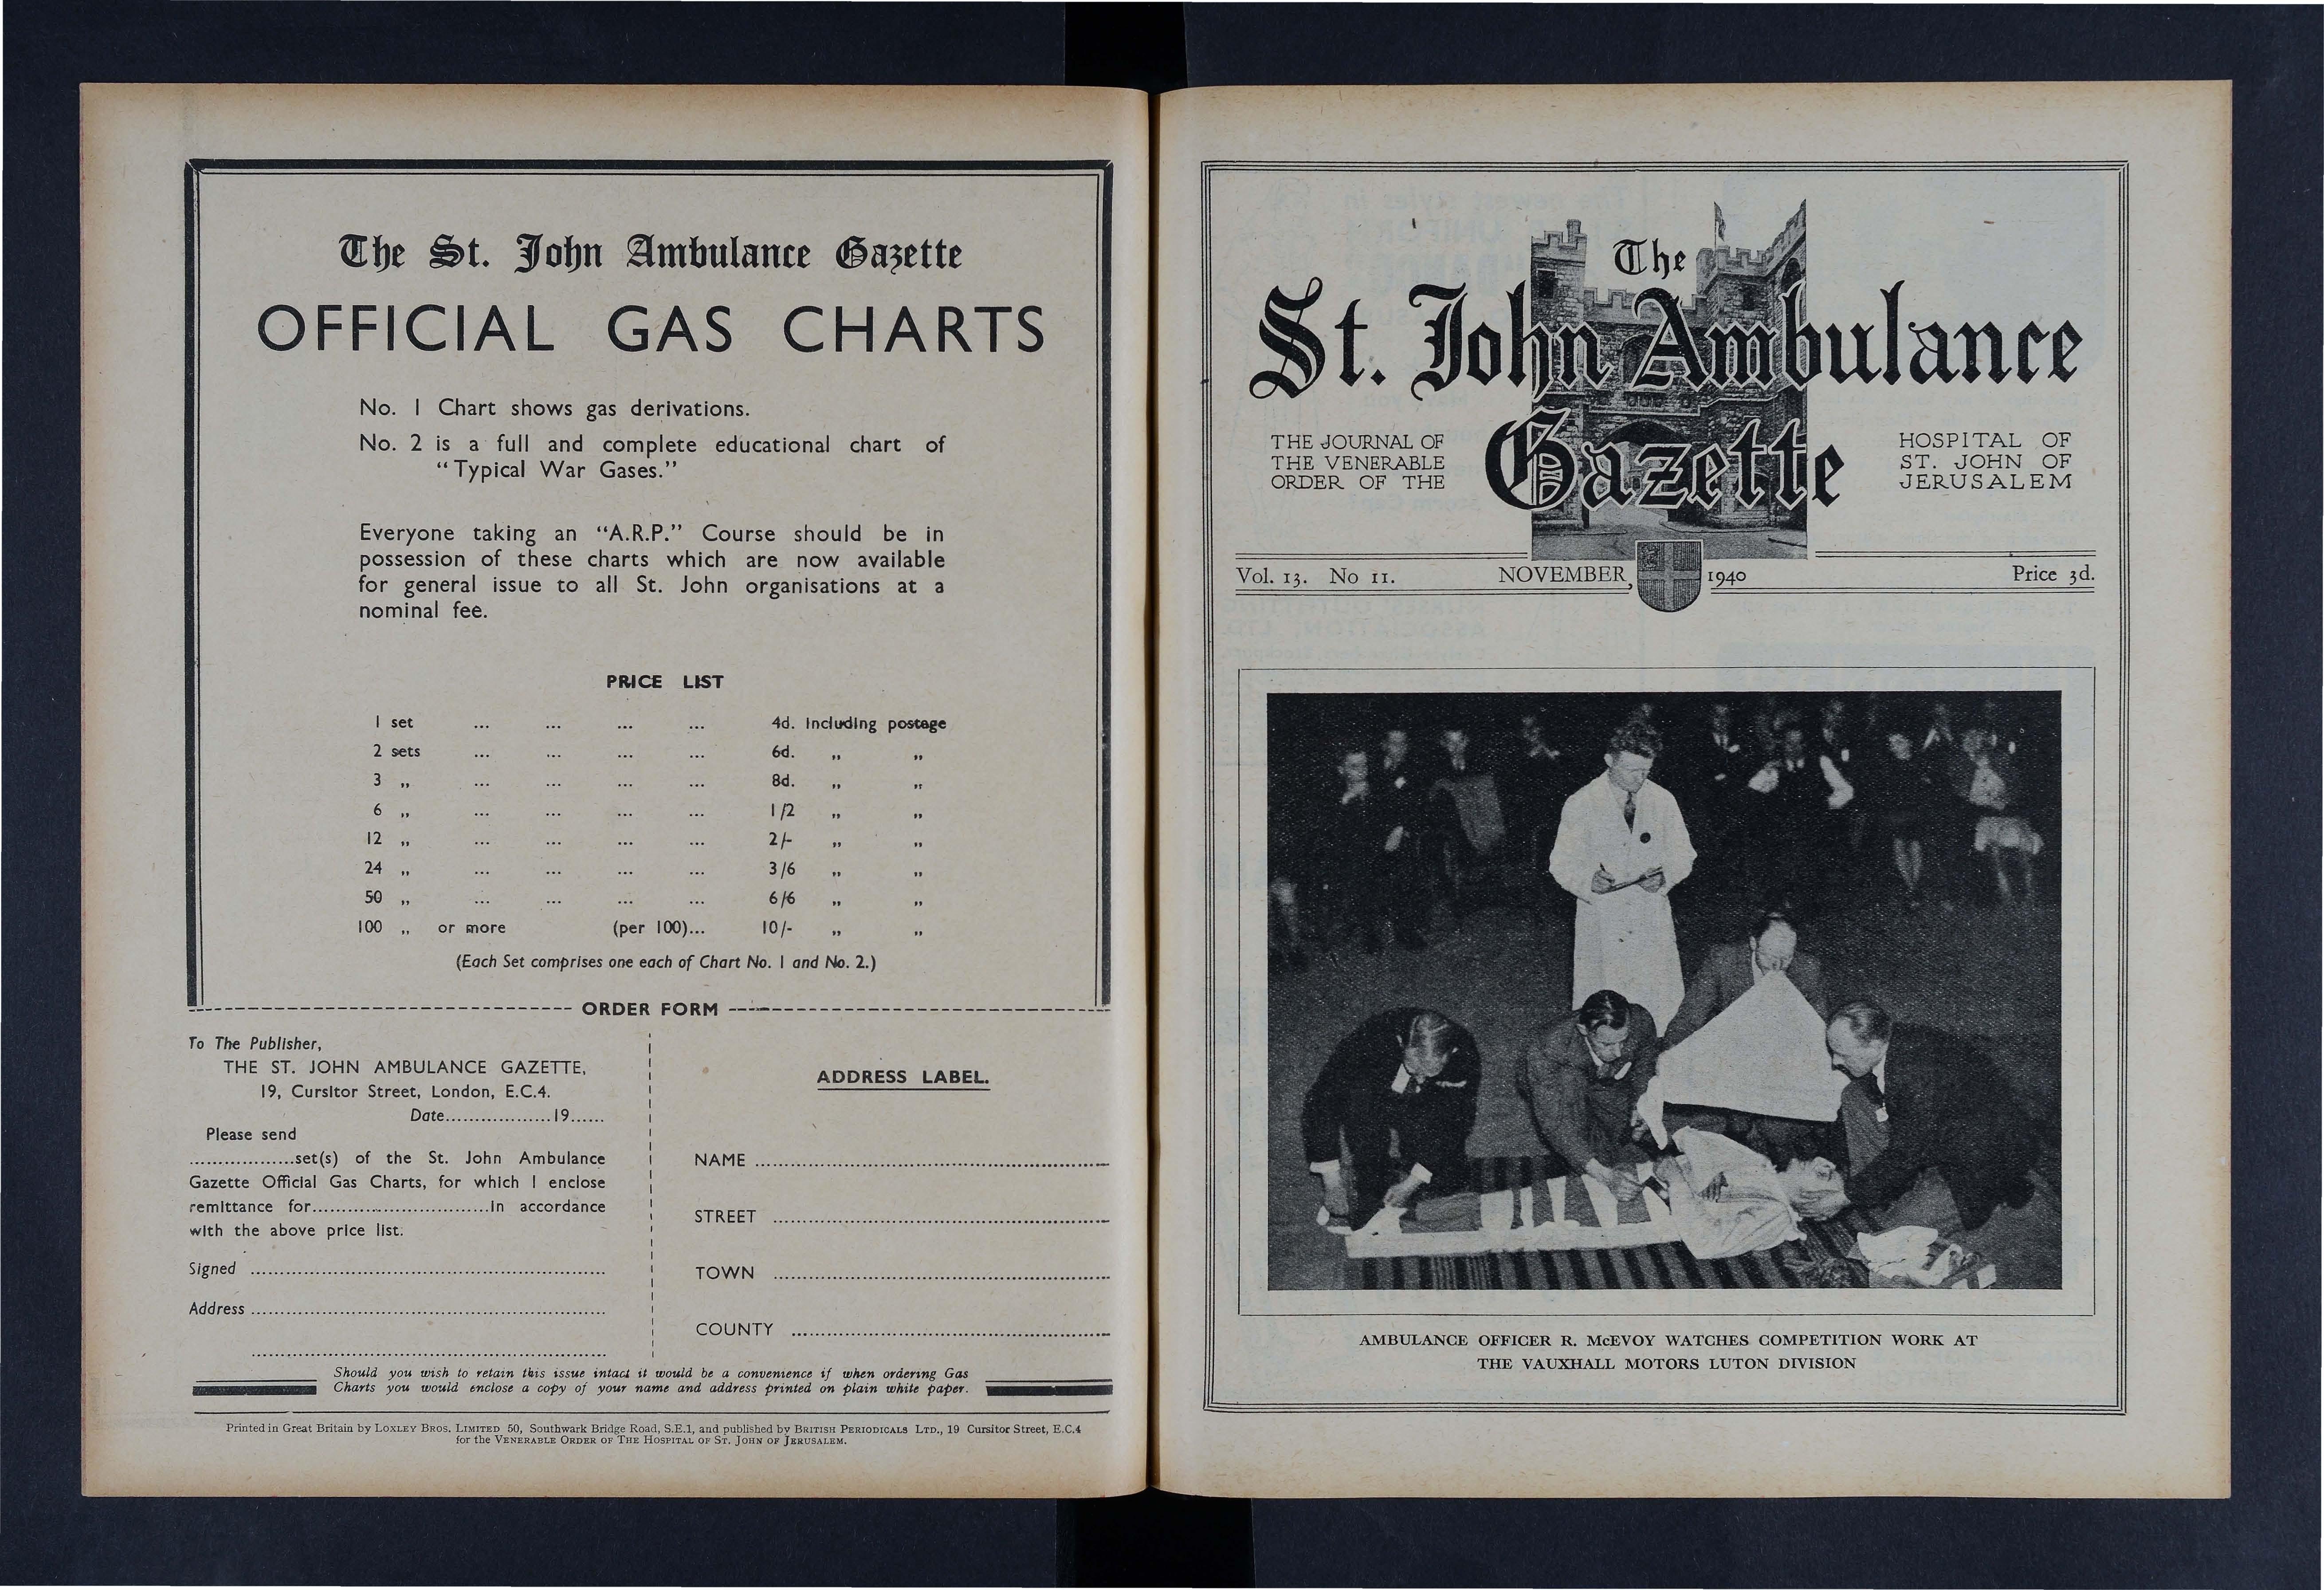 The St. John Ambulance Gazette
OFFICIAL GAS CHARTS
No. 1 Chart shows gas derivations.
No. 2 is a full and complete educational chart of
“Typical War Gases.”
Everyone taking an “A.R.P.” Course should be in
possession of these charts which are now available
for general issue to all St. John organisations at a
nominal fee.
PRICE LIST
1 set ... ... ... ... 4d. Including postage
2 sets ... ... ... ... 6d. ,, ,,
3 ,, ... ... ... ... 8d. ,, ,,
6 ,, ... ... ... ... 1/2 ,, ,,
12 ,, ... ... ... ... 2/- ,, ,,
24 ,, ... ... ... ... 3/6 ,, ,,
50 ,, ... ... ... ... 6/6 ,, ,,
100 ,, or more (per 100)... 10/- ,, ,,
(Each Set comprises one each of Chart No. 1 and No. 2.)
ORDER FORM
To The Publisher,
THE ST. JOHN AMBULANCE GAZETTE,
19, Cursitor Street, London, E.C.4.
Date..................19......
Please send
..................set(s) of the St. John Ambulance
Gazette Official Gas Charts, for which I enclose
remittance for..............................in accordance
with the above price list.
Signed ............................................................
Address ............................................................
............................................................
ADDRESS LABEL.
NAME ............................................................
STREET ............................................................
TOWN ............................................................
COUNTY ............................................................
Should you wish to retain this issue intact it would be a convenience if when ordering Gas
Charts you would enclose a copy of your name and address printed on plain white paper.
Printed in Great Britain by LOXLEY BROS. LIMITED 50, Southwark Bridge Road, S.E.1, and published by BRITISH PERIODICALS LTD., 19 Cursitor Street, E.C.4
for the VENERABLE ORDER OF THE HOSPITAL OF ST. JOHN OF JERUSALEM.
The
St. John Ambulance
Gazette
THE JOURNAL OF
THE VENERABLE
ORDER OF THE
HOSPITAL OF
ST. JOHN OF
JERUSALEM
Vol. 13. No 11. NOVEMBER, 1940 Price 3d.
AMBULANCE OFFICER R. McEVOY WATCHES COMPETITION WORK AT
THE VAUXHALL MOTORS LUTON DIVISION